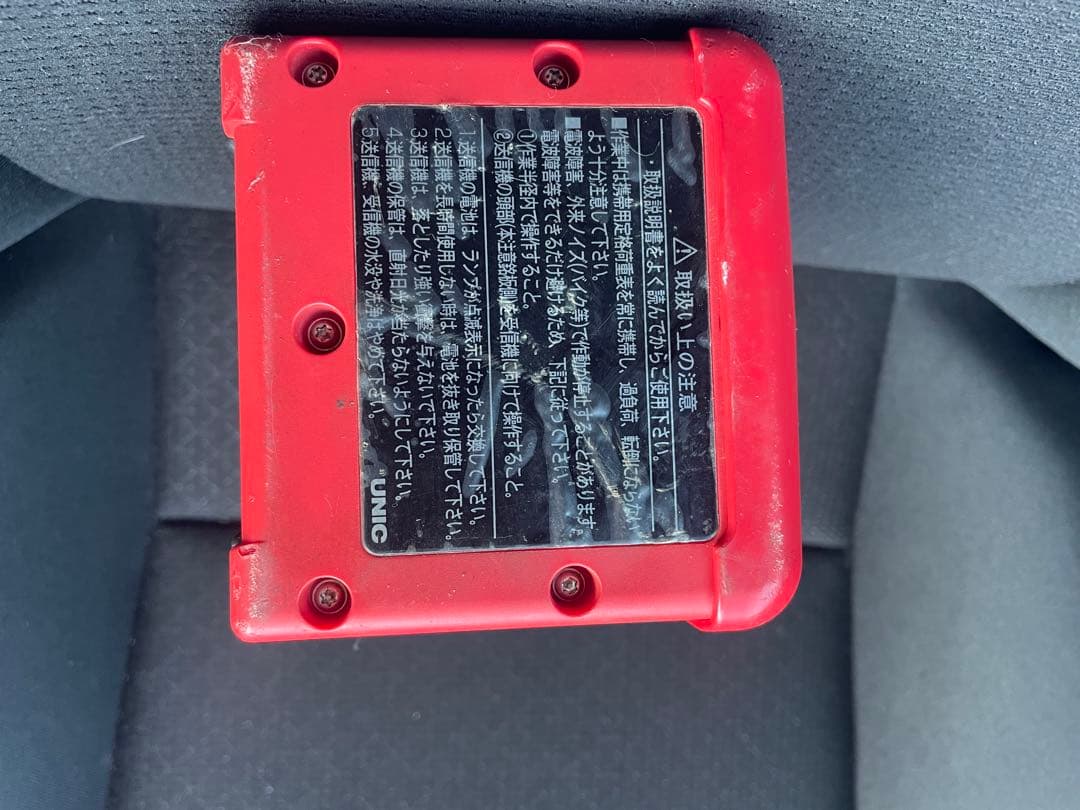 ⚠ 取扱い上の注意
・取扱説明書をよく読んでからご使用下さい。
■作業中は携帯用定格荷重表を常に携帯し、過負荷、転倒にならない
よう十分注意して下さい。
■電波障害、外来ノイズ(バイク等)で作動が停止することがあります。
電波障害等をできるだけ避けるため、下記に従って下さい。
①作業半径内で操作すること。
②送信機の頭部(本注意銘板側)を受信機に向けて操作すること。
1.送信機の電池は、ランプが点滅表示になったら交換して下さい。
2.送信機を長時間使用しない時は、電池を抜き取り保管して下さい。
3.送信機は、落としたり強い衝撃を与えないで下さい。
4.送信機の保管は、直射日光が当たらないようにして下さい。
5.送信機、受信機の水没や洗浄はやめて下さい。
"UNIC"